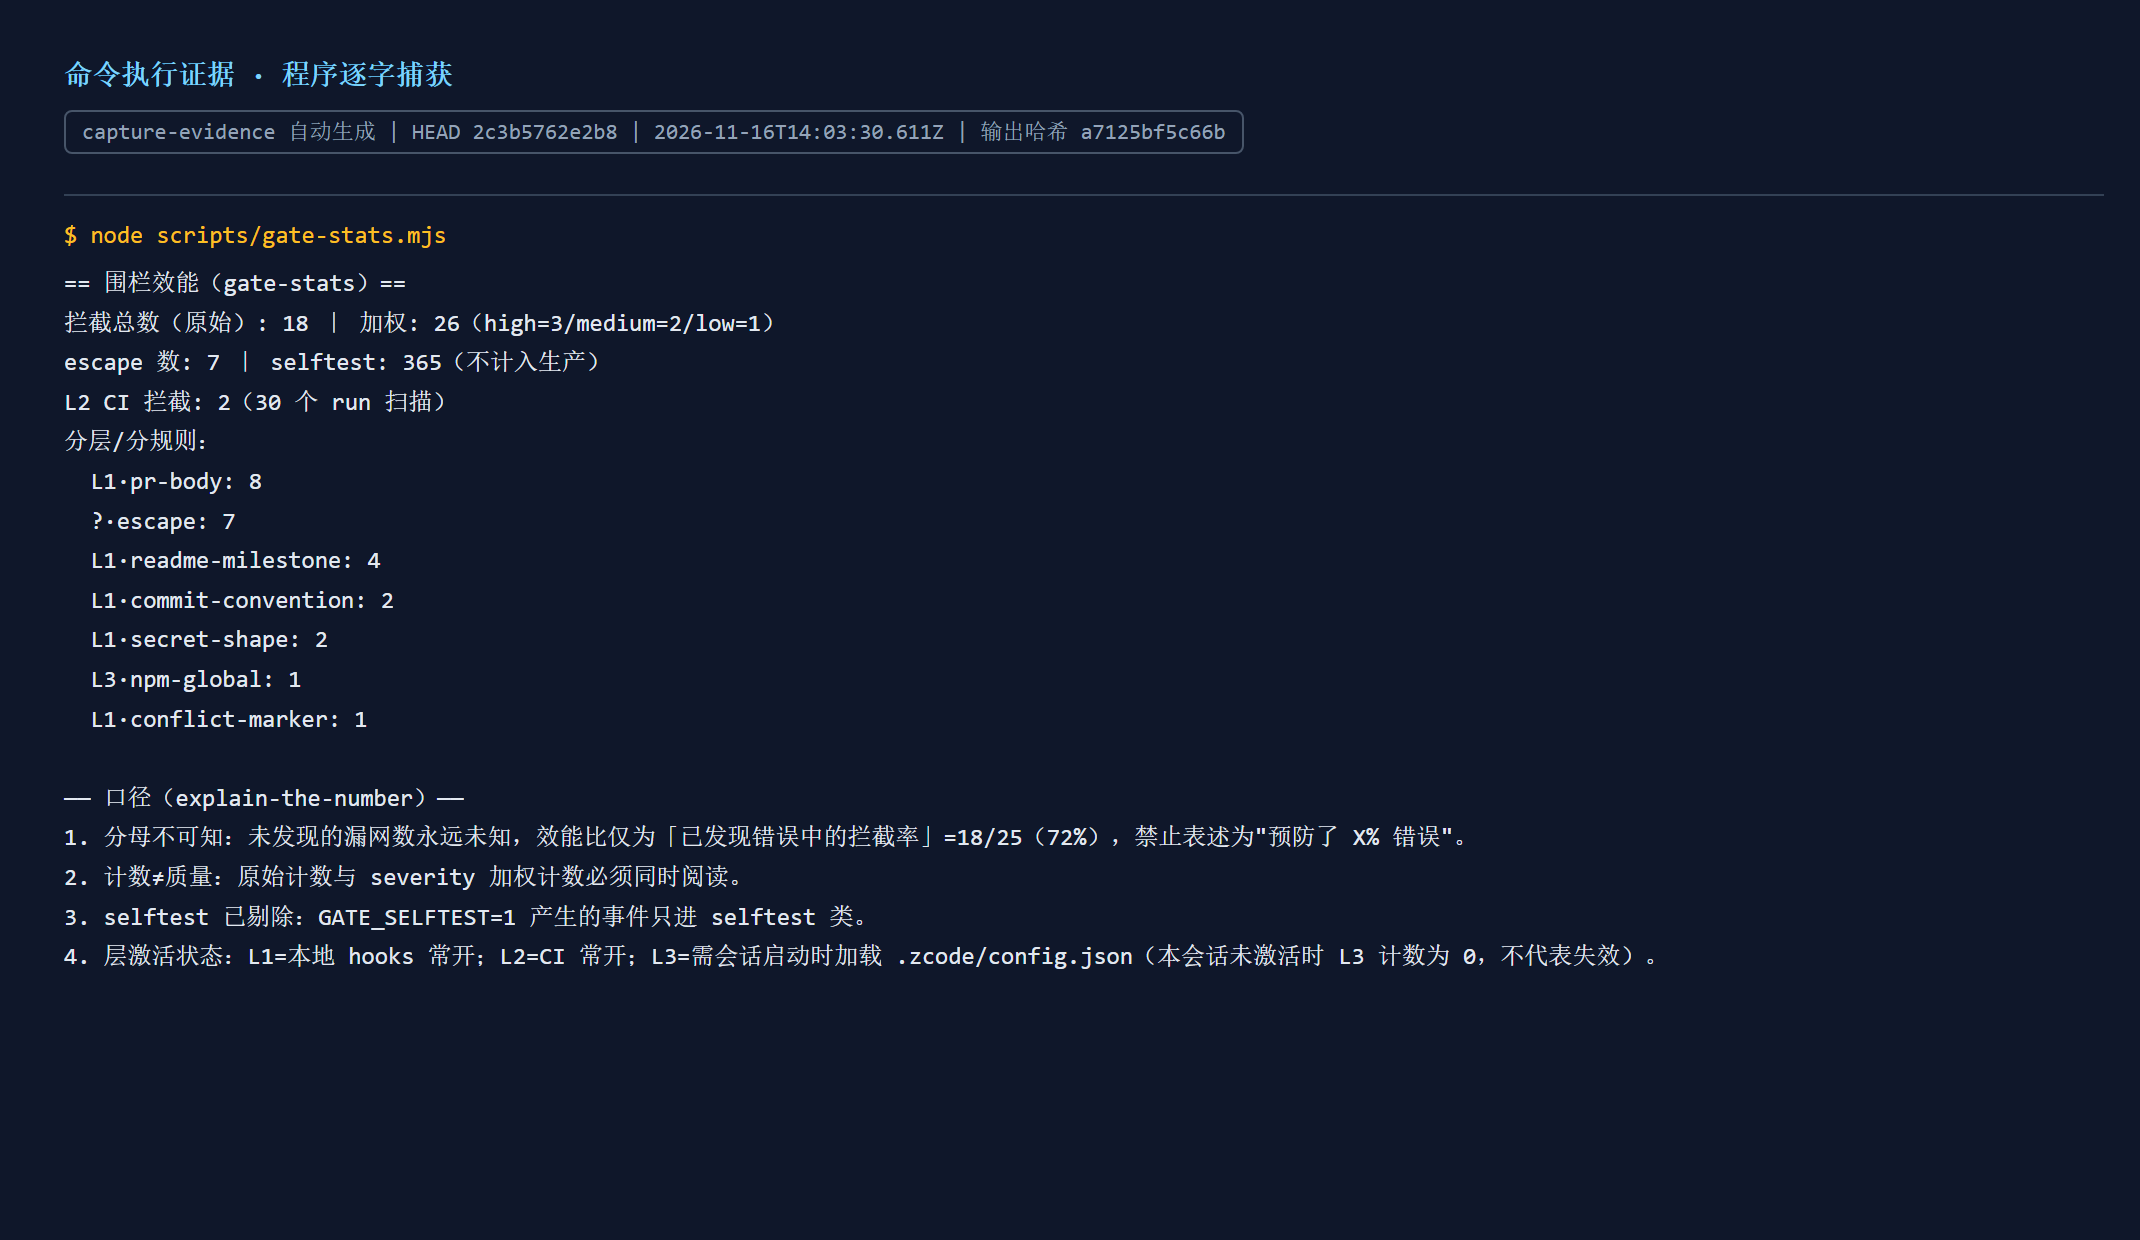 命令执行证据 · 程序逐字捕获
capture-evidence 自动生成 | HEAD 2c3b5762e2b8 | 2026-11-16T14:03:30.611Z | 输出哈希 a7125bf5c66b
$ node scripts/gate-stats.mjs
== 围栏效能（gate-stats）==
拦截总数（原始）: 18 ｜ 加权: 26（high=3/medium=2/low=1）
escape 数: 7 ｜ selftest: 365（不计入生产）
L2 CI 拦截: 2（30 个 run 扫描）
分层/分规则:
L1·pr-body: 8
?·escape: 7
L1·readme-milestone: 4
L1·commit-convention: 2
L1·secret-shape: 2
L3·npm-global: 1
L1·conflict-marker: 1
—— 口径（explain-the-number）——
1. 分母不可知：未发现的漏网数永远未知，效能比仅为「已发现错误中的拦截率」=18/25（72%），禁止表述为"预防了 X% 错误"。
2. 计数≠质量：原始计数与 severity 加权计数必须同时阅读。
3. selftest 已剔除：GATE_SELFTEST=1 产生的事件只进 selftest 类。
4. 层激活状态：L1=本地 hooks 常开；L2=CI 常开；L3=需会话启动时加载 .zcode/config.json（本会话未激活时 L3 计数为 0，不代表失效）。